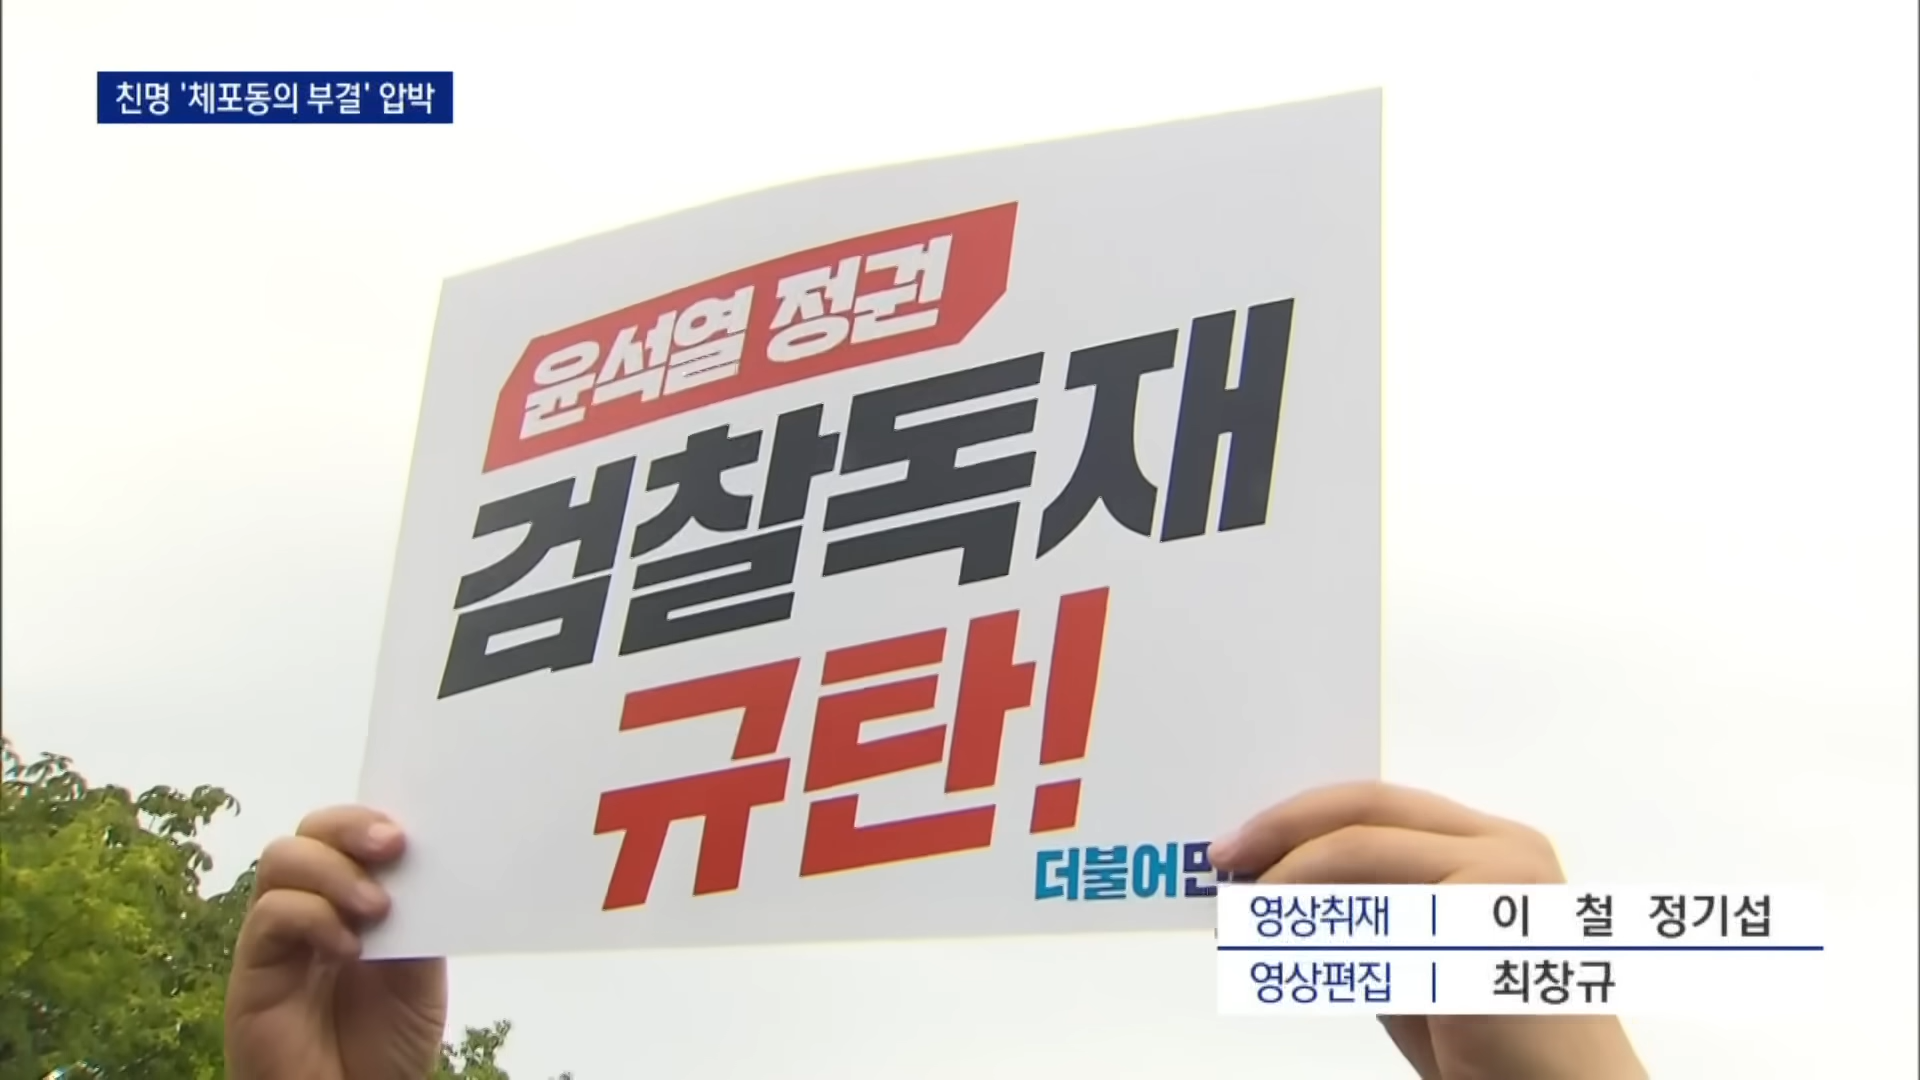 친명 '체포동의 부결' 압박
윤석열 정권
검찰독재
규탄!
더불어민
영상취재 | 이 철 정기섭
영상편집 | 최창규